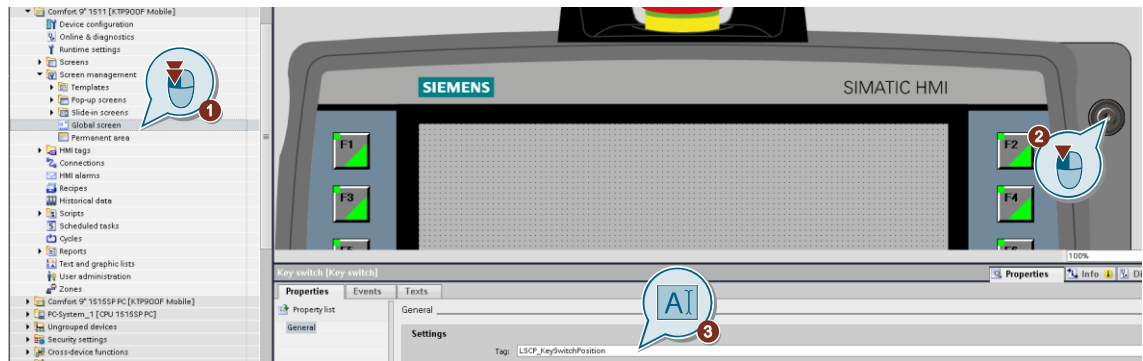 Comfort 9" 1511 [KTP900F Mobile]
Device configuration
Online & diagnostics
Runtime settings
Screens
Screen management
Templates
Pop-up screens
Slide-in screens
Global screen
Permanent area
HMI tags
Connections
HMI alarms
Recipes
Historical data
Scripts
Scheduled tasks
Cycles
Reports
Text and graphic lists
User administration
Zones
Comfort 9" 1515SP PC [KTP900F Mobile]
PC-System_1 [CPU 1515SP PC]
Ungrouped devices
Security settings
Cross-device functions
1
SIEMENS
SIMATIC HMI
F1
F2
2
F3
F4
100%
Key switch [Key switch]
Properties
Info
Di
Properties
Events
Texts
Property list
General
General
Settings
Tag: LSCP_KeySwitchPosition
A
3